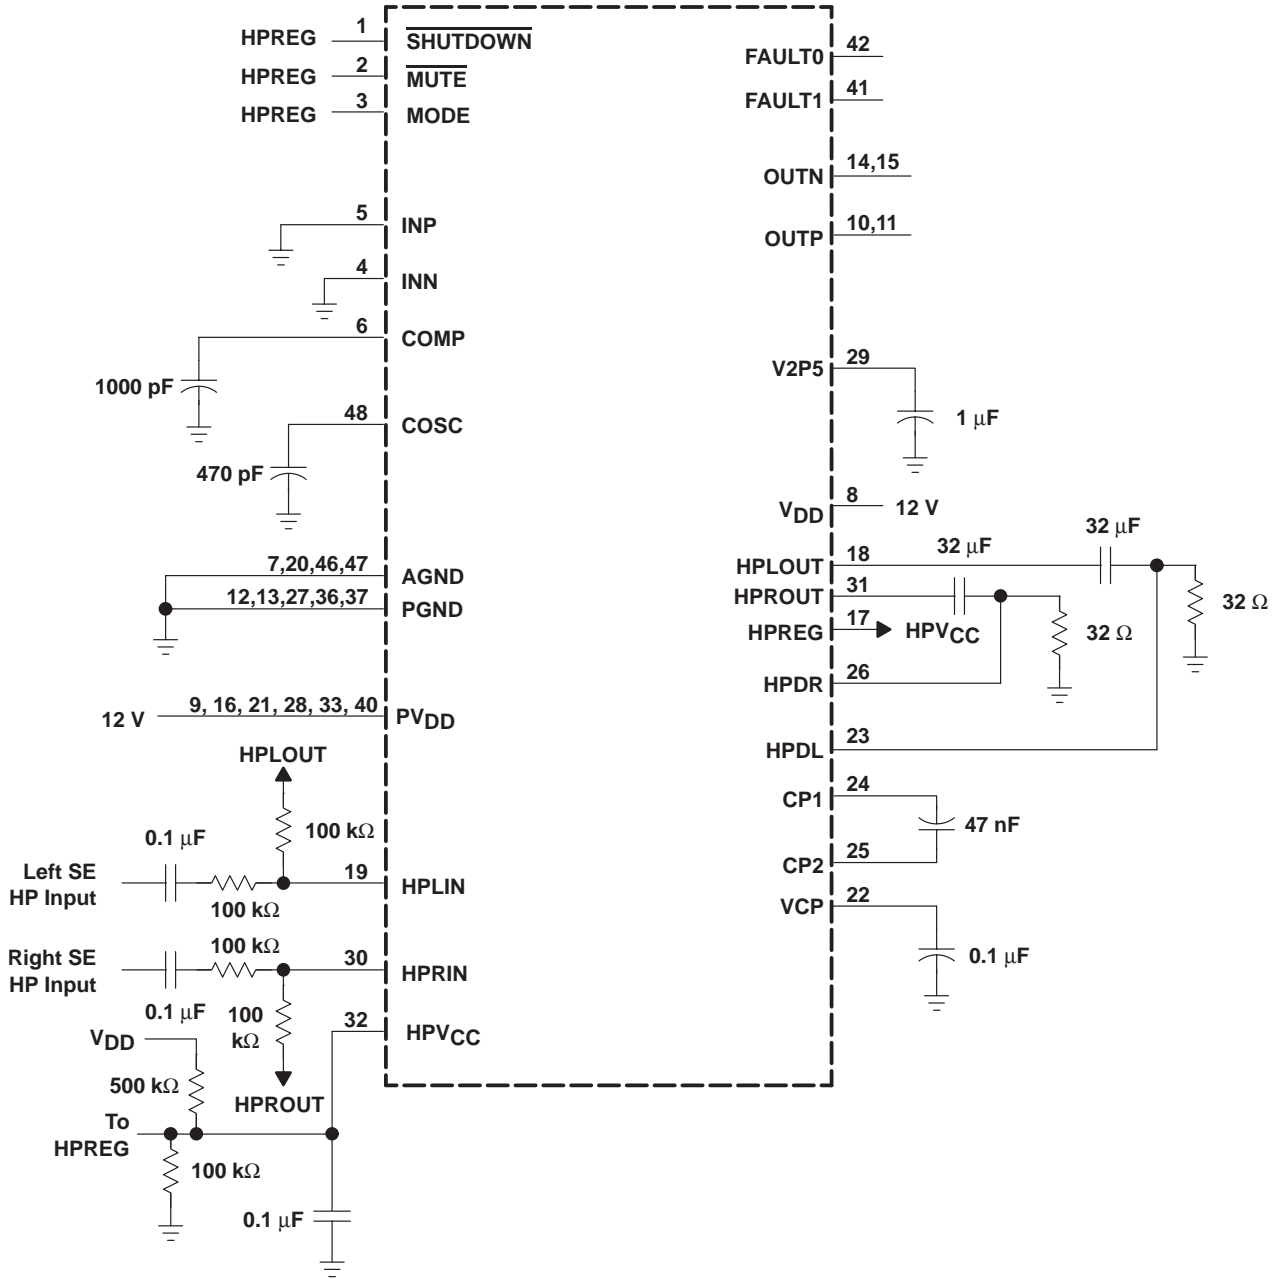 HPREG 1 SHUTDOWN
HPREG 2 MUTE
HPREG 3 MODE
5 INP
4 INN
6 COMP
1000 pF
48 COSC
470 pF
7,20,46,47 AGND
12,13,27,36,37 PGND
12 V 9, 16, 21, 28, 33, 40 PVDD
HPLOUT
100 kΩ
0.1 μF
Left SE
HP Input
100 kΩ
19 HPLIN
100 kΩ
Right SE
HP Input
30 HPRIN
0.1 μF
100
kΩ
32 HPVCC
VDD
500 kΩ
HPROUT
To
HPREG
100 kΩ
0.1 μF
FAULT0 42
FAULT1 41
OUTN 14,15
OUTP 10,11
V2P5 29
1 μF
VDD 8 12 V
32 μF
32 μF
HPLOUT 18
HPROUT 31
32 Ω
HPREG 17 HPVCC
32 Ω
HPDR 26
HPDL 23
CP1 24
47 nF
CP2 25
VCP 22
0.1 μF